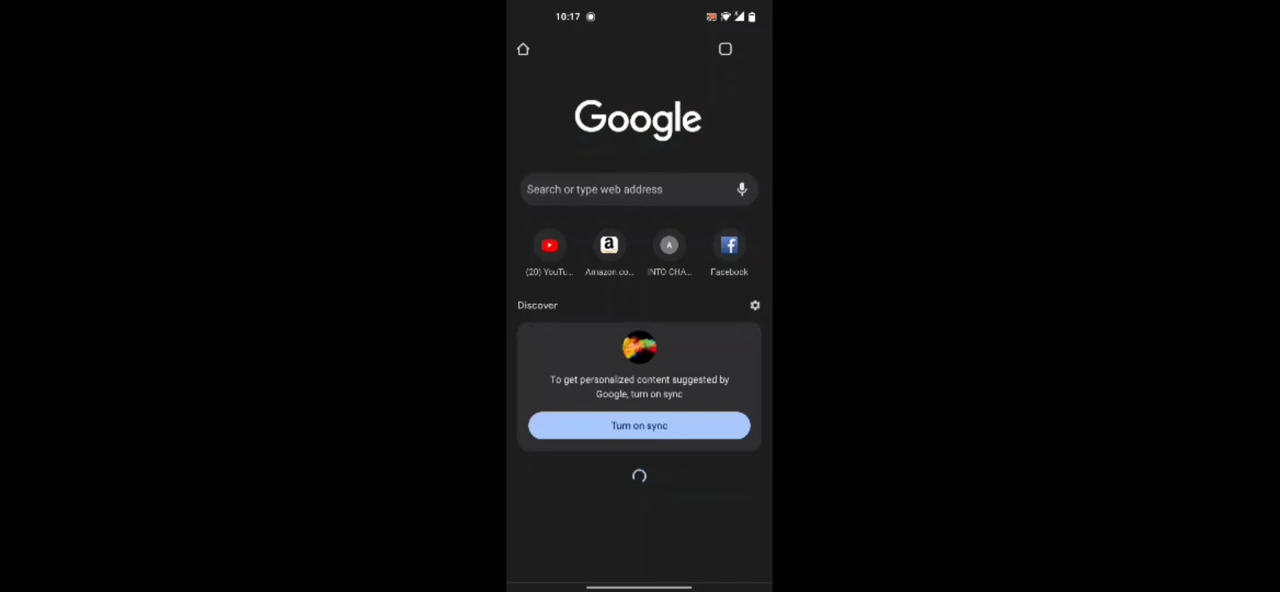 10:17
Google
Search or type web address
(20) YouTu...
Amazon.co...
INTO CHA...
Facebook
Discover
To get personalized content suggested by
Google, turn on sync
Turn on sync